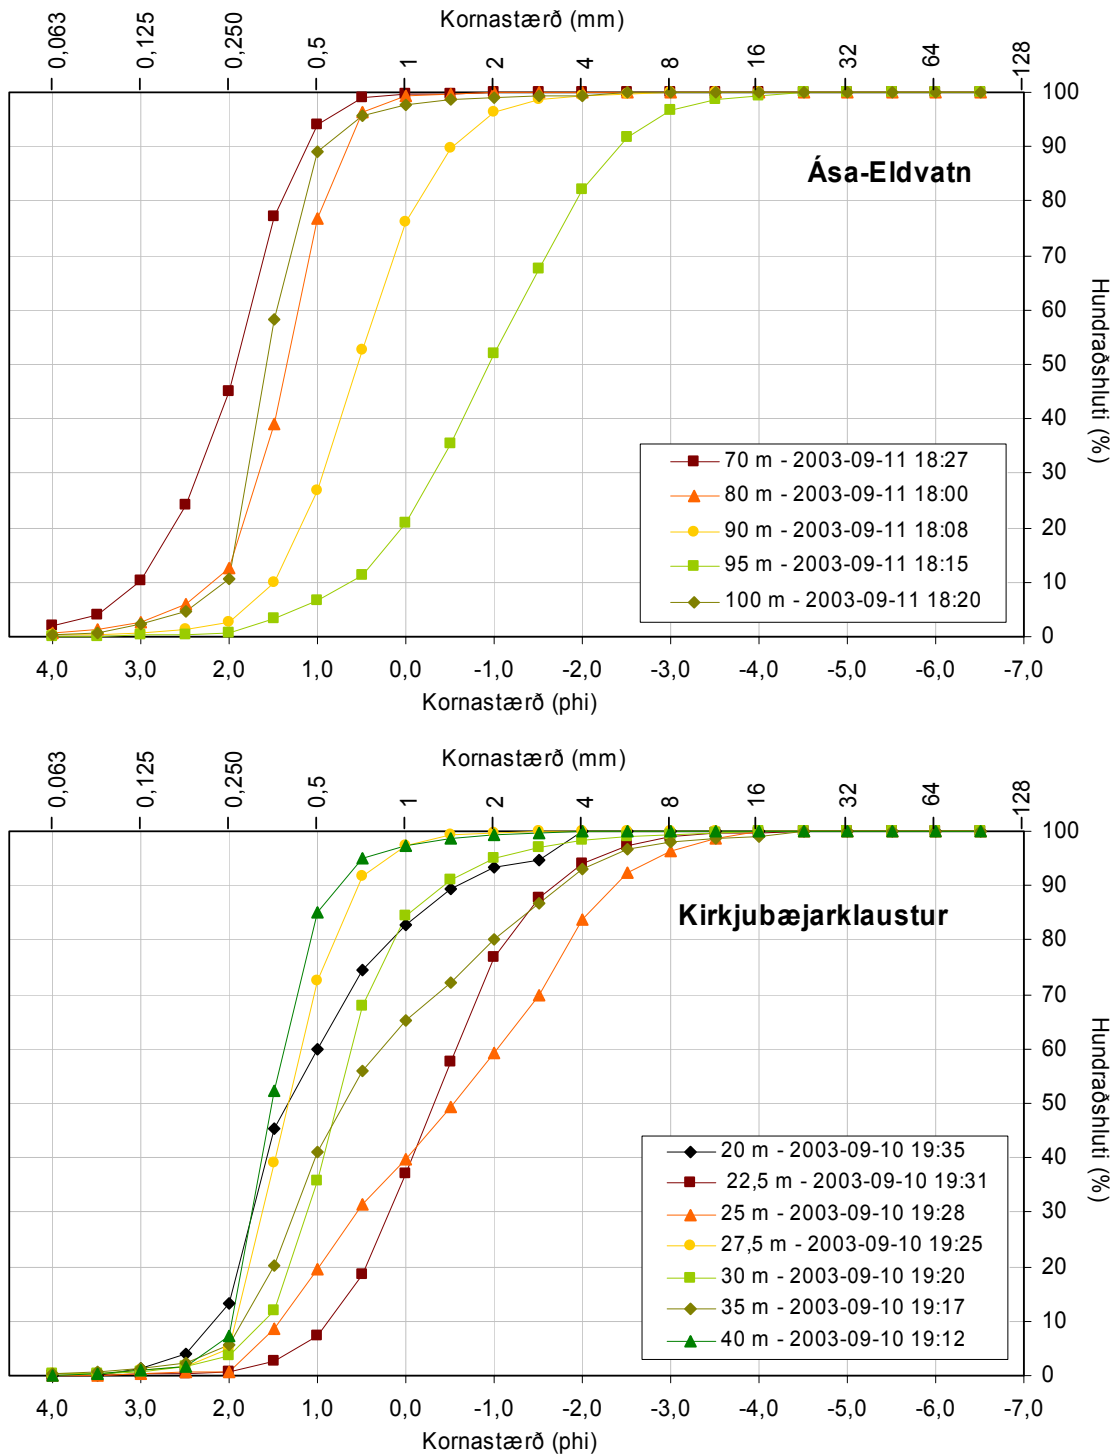 Kornastærð (mm)
0,063 0,125 0,250 0,5 1 2 4 8 16 32 64 128
100
90
Ása-Eldvatn
80
70
60
50
40
30
20
10
0
Hundraðshluti (%)
70 m - 2003-09-11 18:27
80 m - 2003-09-11 18:00
90 m - 2003-09-11 18:08
95 m - 2003-09-11 18:15
100 m - 2003-09-11 18:20
4,0 3,0 2,0 1,0 0,0 -1,0 -2,0 -3,0 -4,0 -5,0 -6,0 -7,0
Kornastærð (phi)
Kornastærð (mm)
0,063 0,125 0,250 0,5 1 2 4 8 16 32 64 128
100
90
Kirkjubæjarklaustur
80
70
60
50
40
30
20
10
0
Hundraðshluti (%)
20 m - 2003-09-10 19:35
22,5 m - 2003-09-10 19:31
25 m - 2003-09-10 19:28
27,5 m - 2003-09-10 19:25
30 m - 2003-09-10 19:20
35 m - 2003-09-10 19:17
40 m - 2003-09-10 19:12
4,0 3,0 2,0 1,0 0,0 -1,0 -2,0 -3,0 -4,0 -5,0 -6,0 -7,0
Kornastærð (phi)